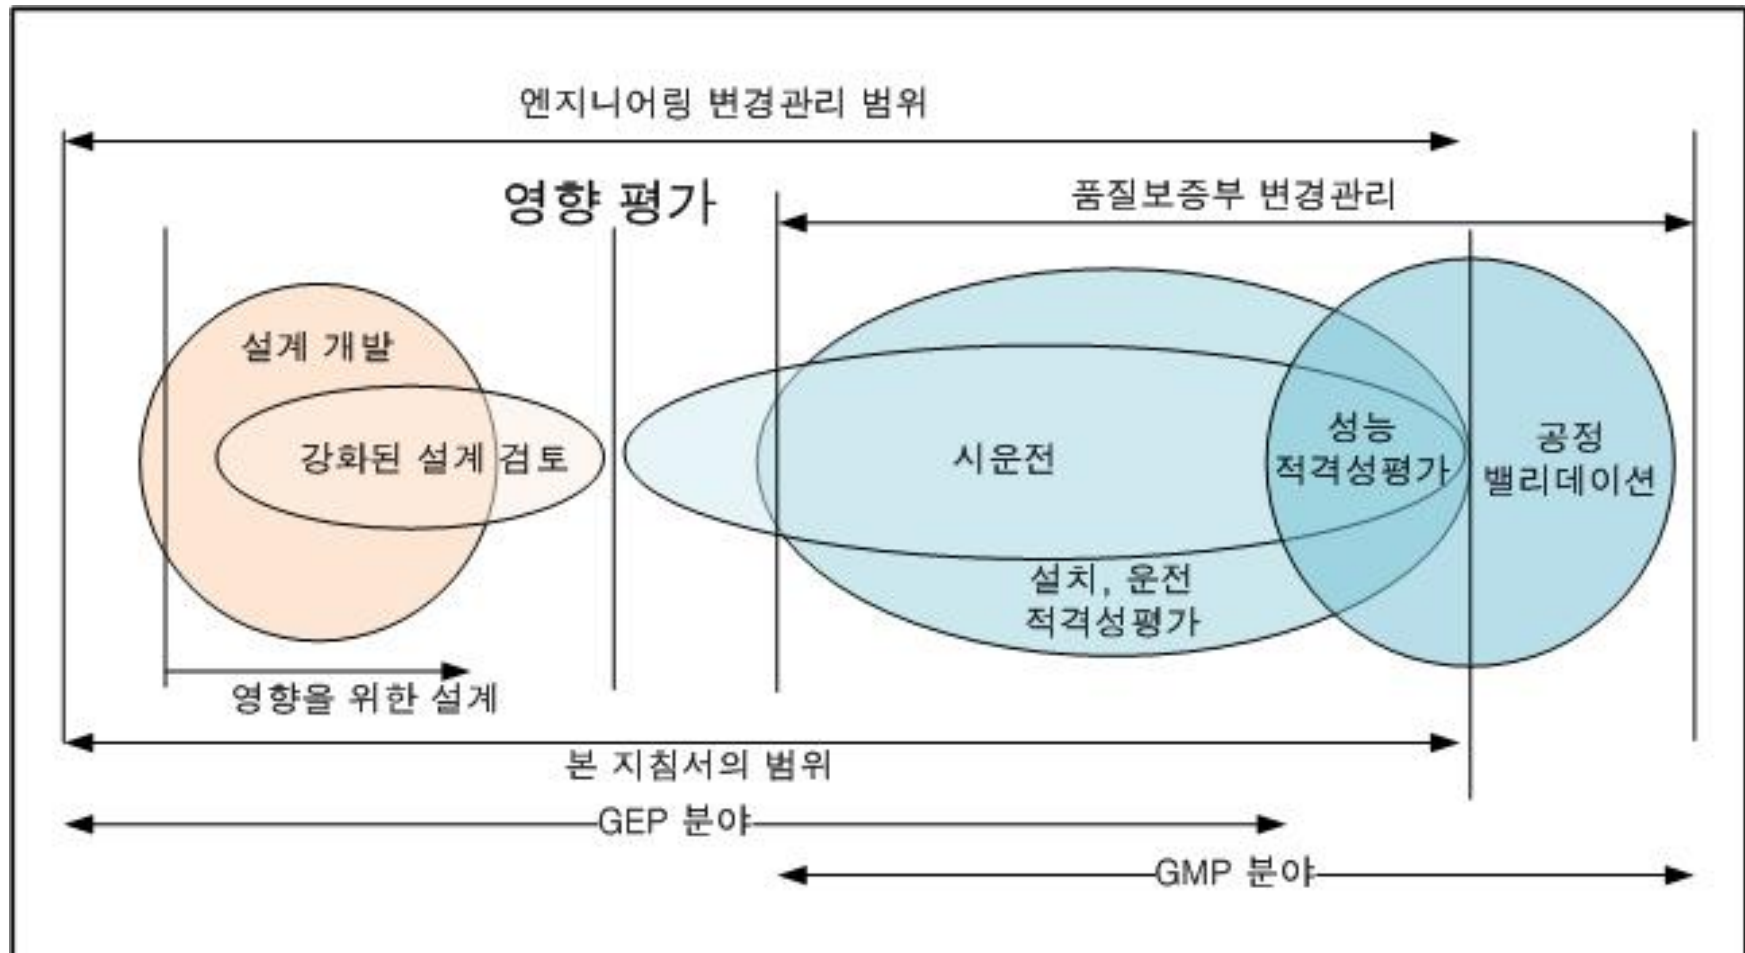 엔지니어링 변경관리 범위
영향 평가
품질보증부 변경관리
설계 개발
강화된 설계 검토
시운전
성능
적격성평가
공정
밸리데이션
설치, 운전
적격성평가
영향을 위한 설계
본 지침서의 범위
GEP 분야
GMP 분야